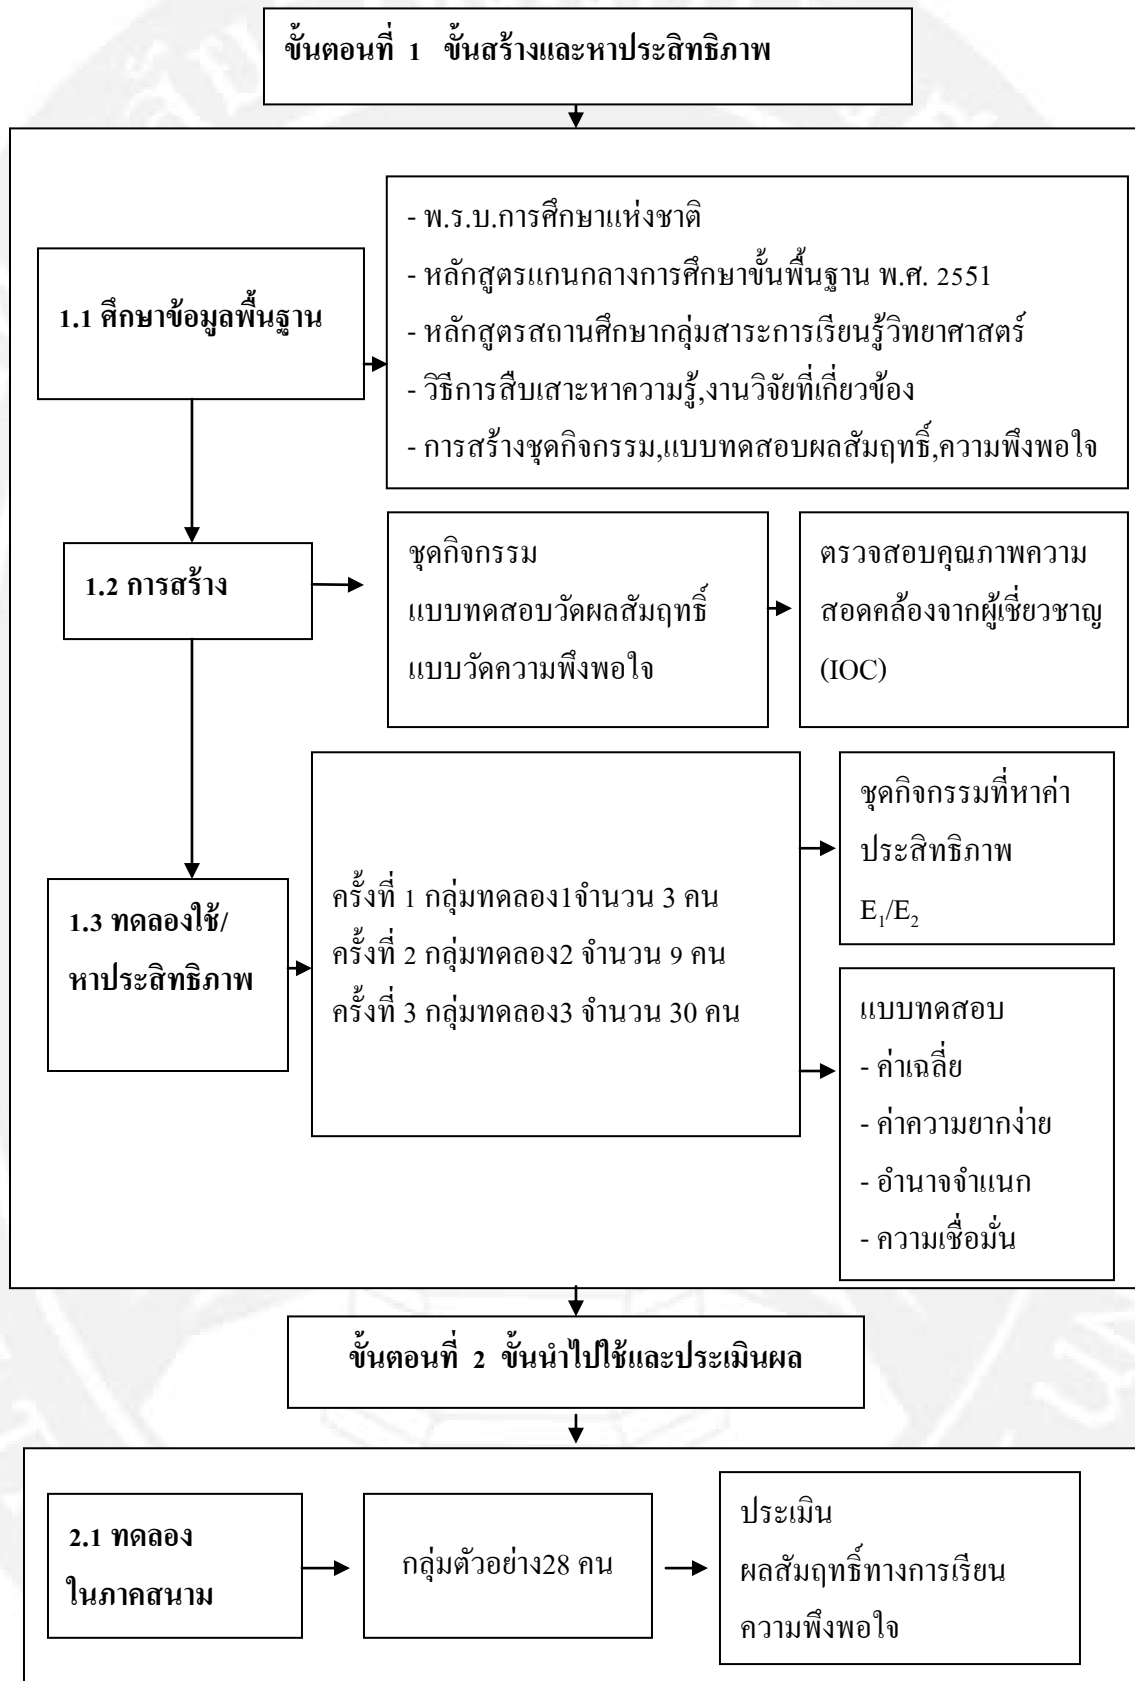 ขั้นตอนที่ 1 ขั้นสร้างและหาประสิทธิภาพ
1.1 ศึกษาข้อมูลพื้นฐาน
- พ.ร.บ.การศึกษาแห่งชาติ
- หลักสูตรแกนกลางการศึกษาขั้นพื้นฐาน พ.ศ. 2551
- หลักสูตรสถานศึกษากลุ่มสาระการเรียนรู้วิทยาศาสตร์
- วิธีการสืบเสาะหาความรู้,งานวิจัยที่เกี่ยวข้อง
- การสร้างชุดกิจกรรม,แบบทดสอบผลสัมฤทธิ์,ความพึงพอใจ
1.2 การสร้าง
ชุดกิจกรรม
แบบทดสอบวัดผลสัมฤทธิ์
แบบวัดความพึงพอใจ
ตรวจสอบคุณภาพความ
สอดคล้องจากผู้เชี่ยวชาญ
(IOC)
1.3 ทดลองใช้/
หาประสิทธิภาพ
ครั้งที่ 1 กลุ่มทดลอง1จำนวน 3 คน
ครั้งที่ 2 กลุ่มทดลอง2 จำนวน 9 คน
ครั้งที่ 3 กลุ่มทดลอง3 จำนวน 30 คน
ชุดกิจกรรมที่หาค่า
ประสิทธิภาพ
E₁/E₂
แบบทดสอบ
- ค่าเฉลี่ย
- ค่าความยากง่าย
- อำนาจจำแนก
- ความเชื่อมั่น
ขั้นตอนที่ 2 ขั้นนำไปใช้และประเมินผล
2.1 ทดลอง
ในภาคสนาม
กลุ่มตัวอย่าง28 คน
ประเมิน
ผลสัมฤทธิ์ทางการเรียน
ความพึงพอใจ